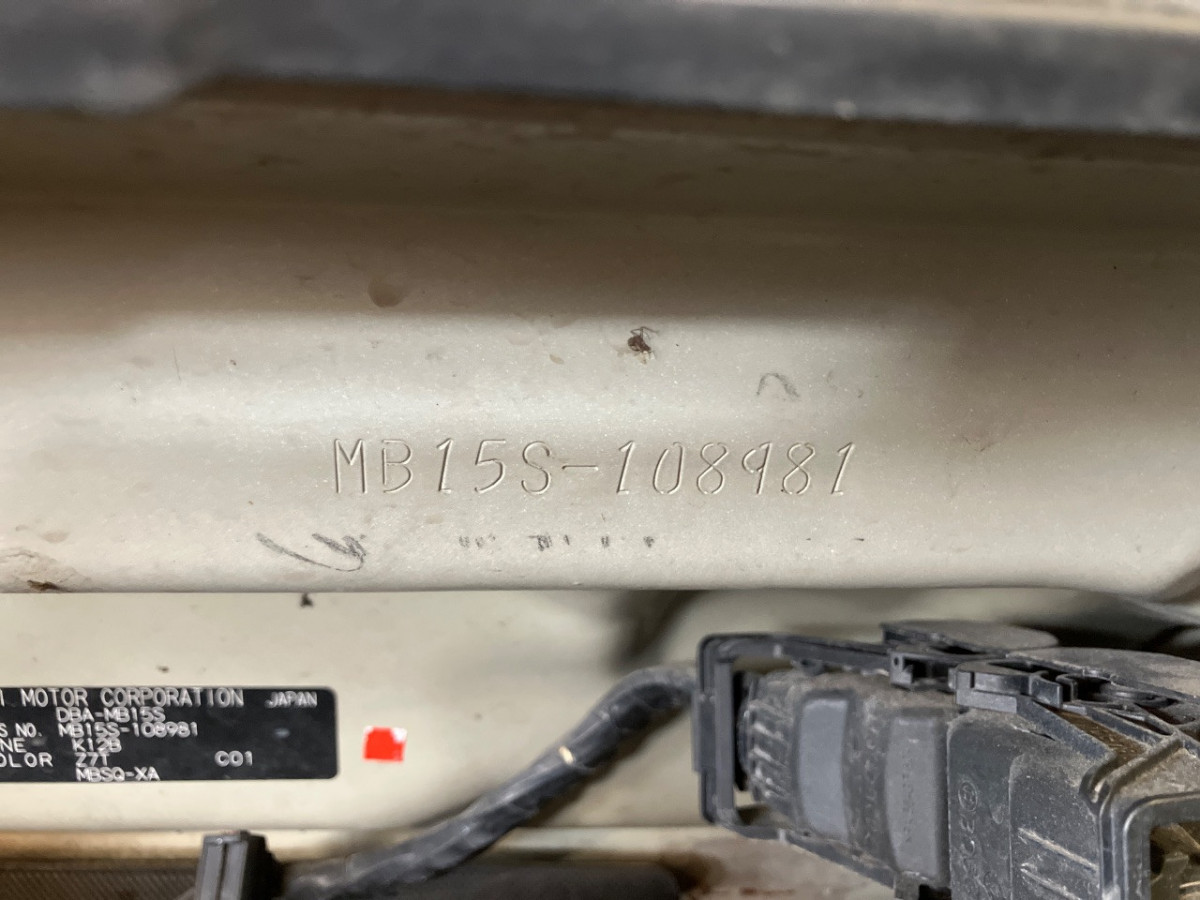 MB15S-108981
I MOTOR CORPORATION JAPAN
DBA-MB15S
S NO. MB15S-108981
NE K12B
OLOR Z7T C01
MBSQ-XA